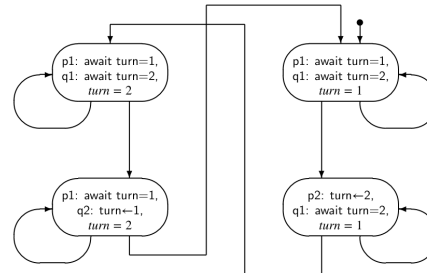 p1: await turn=1,
q1: await turn=2,
turn = 2
p1: await turn=1,
q1: await turn=2,
turn = 1
p1: await turn=1,
q2: turn←1,
turn = 2
p2: turn←2,
q1: await turn=2,
turn = 1